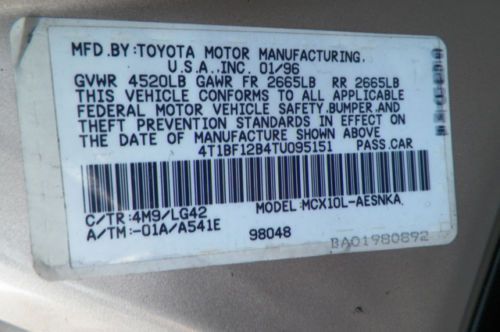 MFD.BY:TOYOTA MOTOR MANUFACTURING,
U.S.A.,INC. 01/96
GVWR 4520LB GAWR FR 2665LB RR 2665LB
THIS VEHICLE CONFORMS TO ALL APPLICABLE
FEDERAL MOTOR VEHICLE SAFETY,BUMPER,AND
THEFT PREVENTION STANDARDS IN EFFECT ON
THE DATE OF MANUFACTURE SHOWN ABOVE
4T1BF12B4TU095151 PASS.CAR
C/TR:4M9/LG42 MODEL:MCX10L-AESNKA
A/TM:-01A/A541E 98048 BA01980892